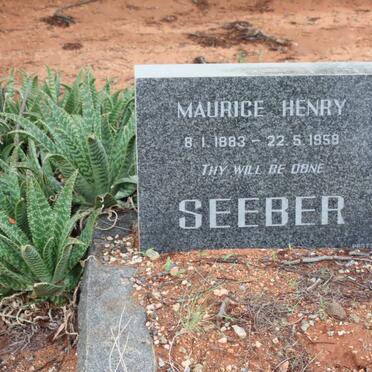 MAURICE HENRY
8.1.1883 – 22.5.1958
THY WILL BE DONE
SEEBER